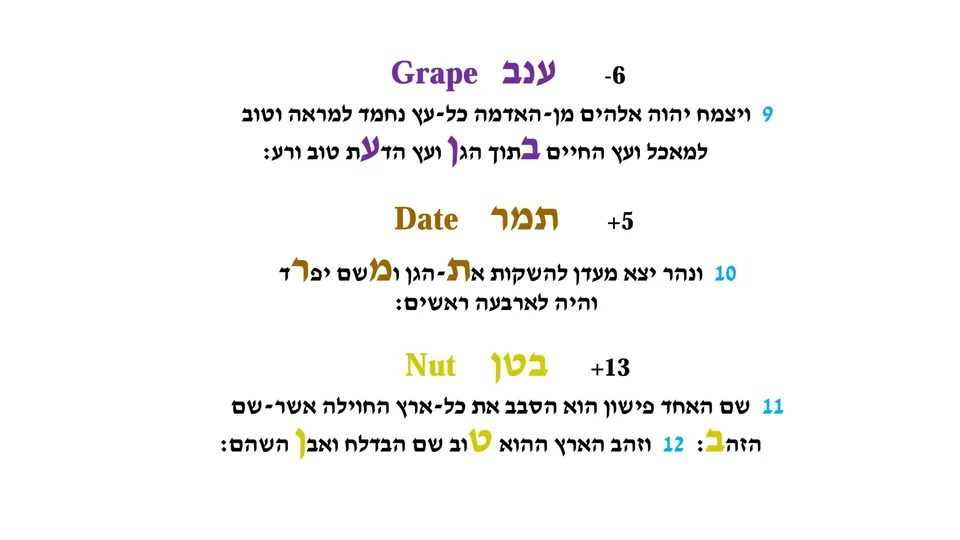 Grape ענב -6
9 ויצמח יהוה אלהים מן-האדמה כל-עץ נחמד למראה וטוב
למאכל ועץ החיים בתוך הגן ועץ הדעת טוב ורע:
Date תמר +5
10 ונהר יצא מעדן להשקות את-הגן ומשם יפרד
והיה לארבעה ראשים:
Nut בטן +13
11 שם האחד פישון הוא הסבב את כל-ארץ החוילה אשר-שם
הזהב: 12 וזהב הארץ ההוא טוב שם הבדלח ואבן השהם: